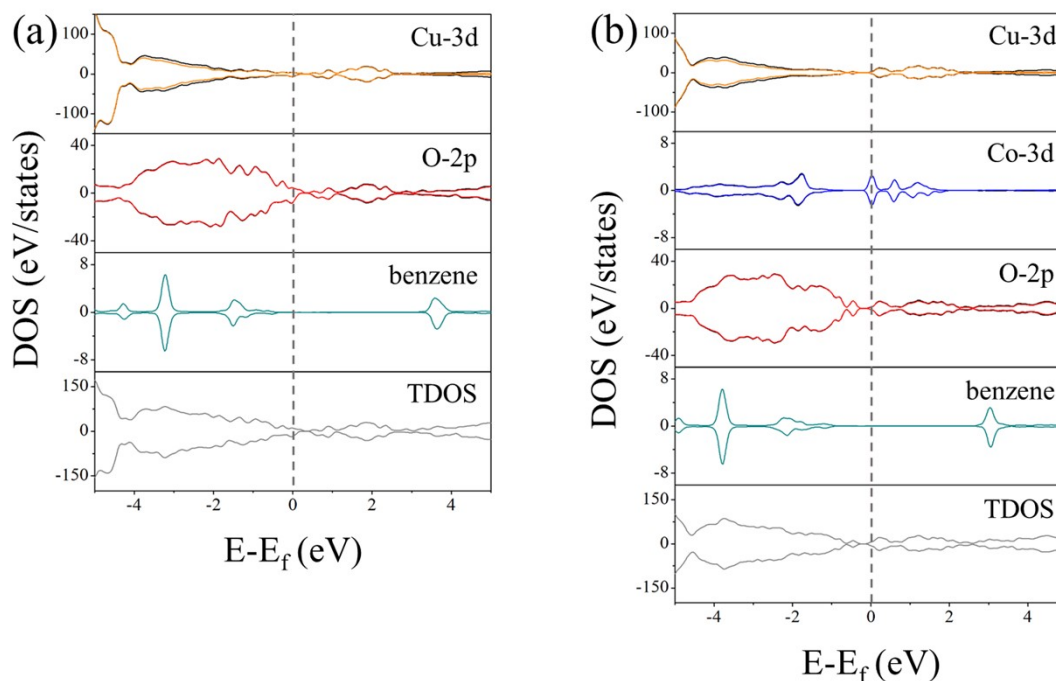 (a)
DOS (eV/states)
Cu-3d
100
0
-100
O-2p
40
0
-40
benzene
8
0
-8
TDOS
150
0
-150
-4 -2 0 2 4
E-Ef (eV)
(b)
DOS (eV/states)
Cu-3d
100
0
-100
Co-3d
8
0
-8
O-2p
40
0
-40
benzene
8
0
-8
TDOS
150
0
-150
-4 -2 0 2 4
E-Ef (eV)